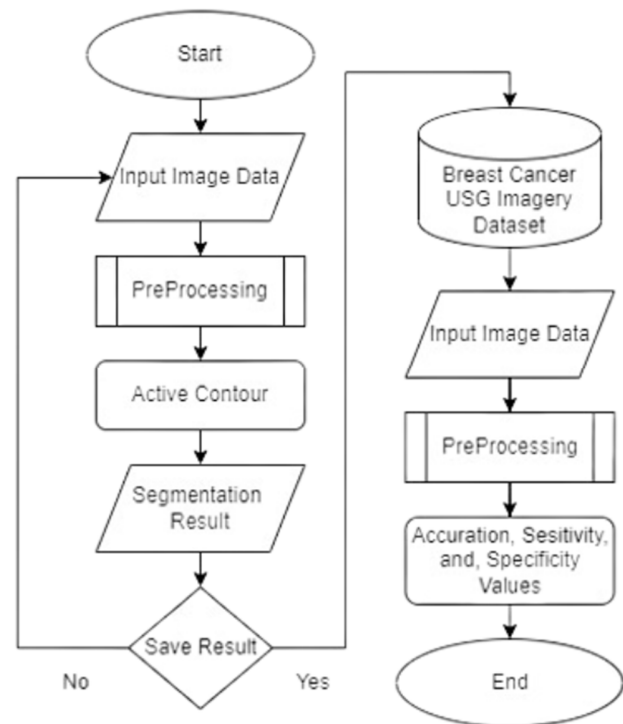 Start
Input Image Data
PreProcessing
Active Contour
Segmentation
Result
Save Result
No
Yes
Breast Cancer
USG Imagery
Dataset
Input Image Data
PreProcessing
Accuration, Sesitivity,
and, Specificity
Values
End